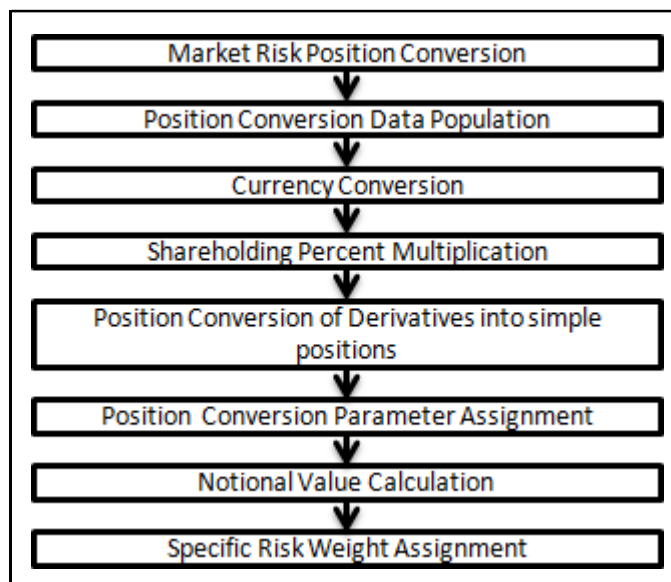 Market Risk Position Conversion
Position Conversion Data Population
Currency Conversion
Shareholding Percent Multiplication
Position Conversion of Derivatives into simple
positions
Position Conversion Parameter Assignment
Notional Value Calculation
Specific Risk Weight Assignment